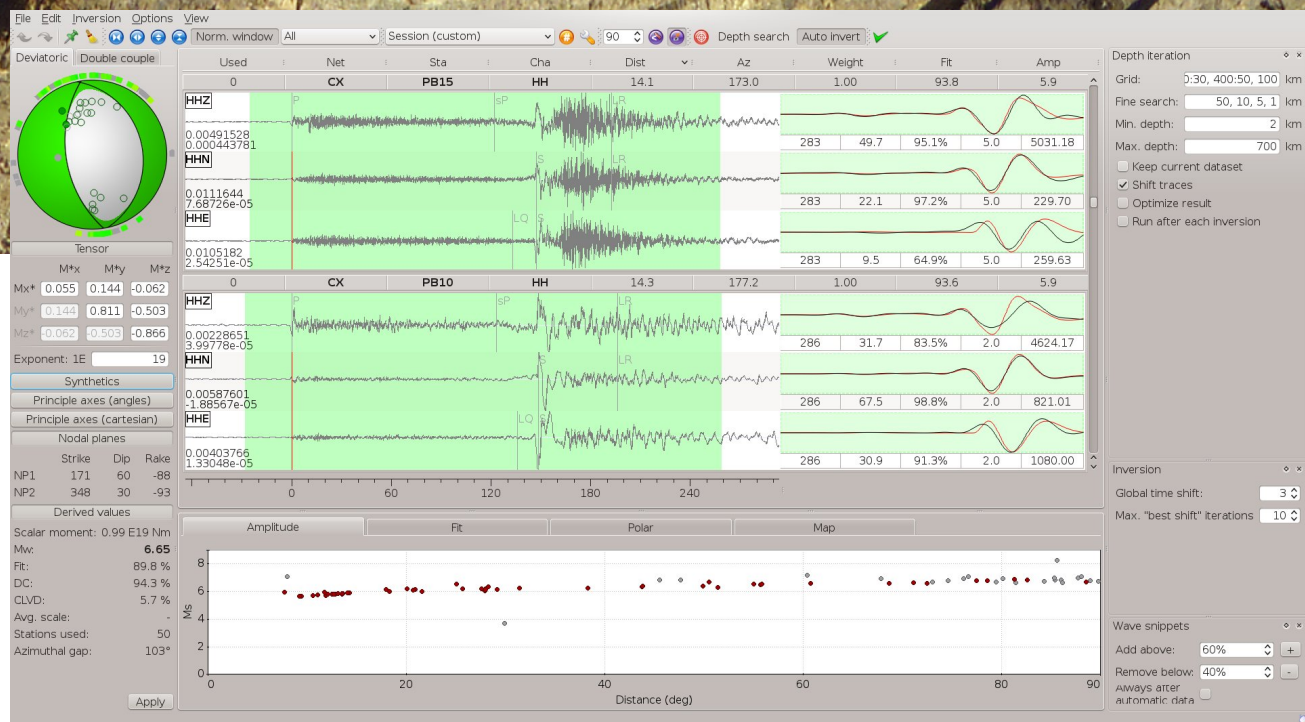 File Edit Inversion Options View
Norm. window All Session (custom) 90 Depth search Auto invert
Deviatoric Double couple
Tensor
M*x M*y M*z
Mx* 0.055 0.144 -0.062
My* 0.144 0.811 -0.503
Mz* -0.062 -0.503 -0.866
Exponent: 1E 19
Synthetics
Principle axes (angles)
Principle axes (cartesian)
Nodal planes
Strike Dip Rake
NP1 171 60 -88
NP2 348 30 -93
Derived values
Scalar moment: 0.99 E19 Nm
Mw: 6.65
Fit: 89.8 %
DC: 94.3 %
CLVD: 5.7 %
Avg. scale: -
Stations used: 50
Azimuthal gap: 103°
Apply
Used Net Sta Cha Dist Az Weight Fit Amp
0 CX PB15 HH 14.1 173.0 1.00 93.8 5.9
HHZ P sP LR
0.00491528
0.000443781
283 49.7 95.1% 5.0 5031.18
HHN S LR
0.0111644
7.68726e-05
283 22.1 97.2% 5.0 229.70
HHE LQ S
0.0105182
2.54251e-05
283 9.5 64.9% 5.0 259.63
0 CX PB10 HH 14.3 177.2 1.00 93.6 5.9
HHZ P sP LR
0.00228651
3.99778e-05
286 31.7 83.5% 2.0 4624.17
HHN S LR
0.00587601
-1.88567e-05
286 67.5 98.8% 2.0 821.01
HHE LQ S
0.00403766
1.33048e-05
286 30.9 91.3% 2.0 1080.00
0 60 120 180 240
Amplitude Fit Polar Map
Ms
8
6
4
2
0
0 20 40 60 80 90
Distance (deg)
Depth iteration
Grid: 0:30, 400:50, 100 km
Fine search: 50, 10, 5, 1 km
Min. depth: 2 km
Max. depth: 700 km
Keep current dataset
Shift traces
Optimize result
Run after each inversion
Inversion
Global time shift: 3
Max. "best shift" iterations 10
Wave snippets
Add above: 60% +
Remove below: 40% -
Always after
automatic data